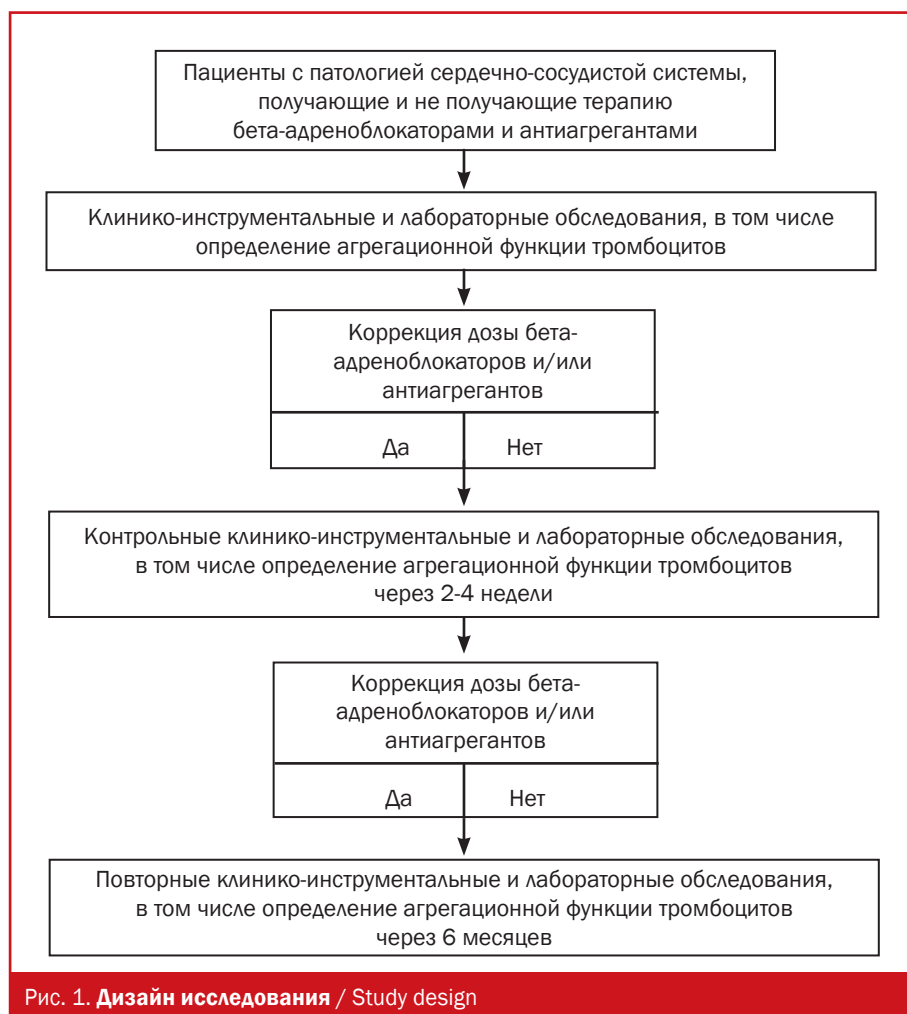 Пациенты с патологией сердечно-сосудистой системы,
получающие и не получающие терапию
бета-адреноблокаторами и антиагрегантами
Клинико-инструментальные и лабораторные обследования, в том числе
определение агрегационной функции тромбоцитов
Коррекция дозы бета-
адреноблокаторов и/или
антиагрегантов
Да Нет
Контрольные клинико-инструментальные и лабораторные обследования,
в том числе определение агрегационной функции тромбоцитов
через 2-4 недели
Коррекция дозы бета-
адреноблокаторов и/или
антиагрегантов
Да Нет
Повторные клинико-инструментальные и лабораторные обследования,
в том числе определение агрегационной функции тромбоцитов
через 6 месяцев
Рис. 1. Дизайн исследования / Study design